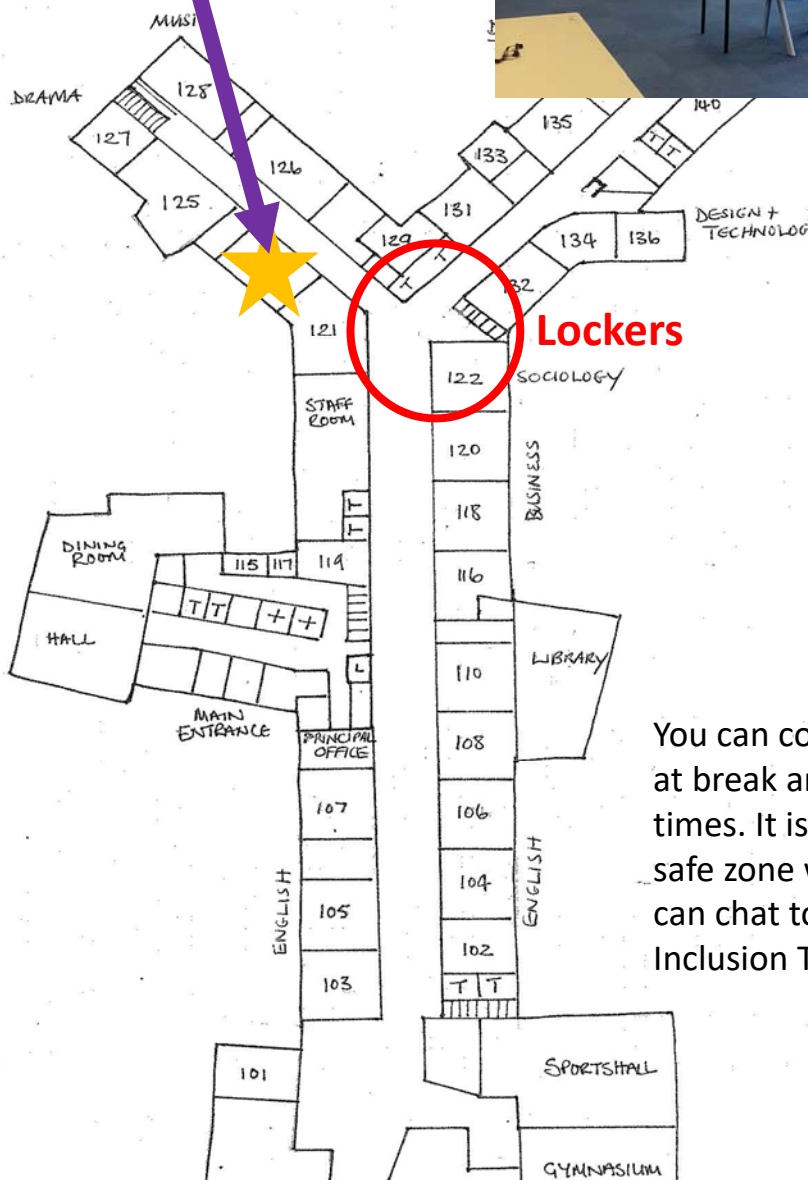 MUSI
DRAMA
128
127
126
125
135
140
133
T T
131
129
T
T
134
136
DESIGN +
TECHNOLOG
132
121
Lockers
122
SOCIOLOGY
STAFF
ROOM
120
BUSINESS
118
T
T
DINING
ROOM
115
117
119
116
T T
+ +
HALL
L
LIBRARY
110
MAIN
ENTRANCE
PRINCIPAL
OFFICE
108
You can co
at break a
times. It is
safe zone
can chat to
Inclusion T
107
106
ENGLISH
104
ENGLISH
105
102
103
T T
101
SPORTSHALL
GYMNASIUM